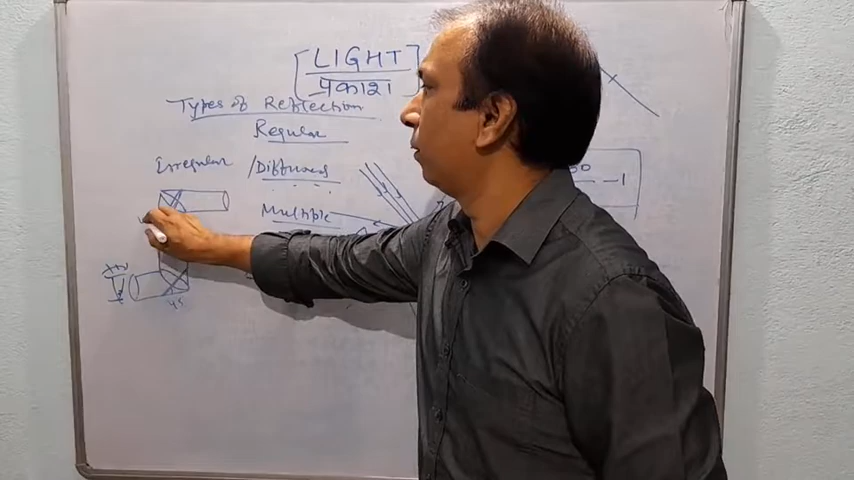 LIGHT
प्रकाश
Types of Reflection
Regular
Irregular /Diffused
Multiple
45